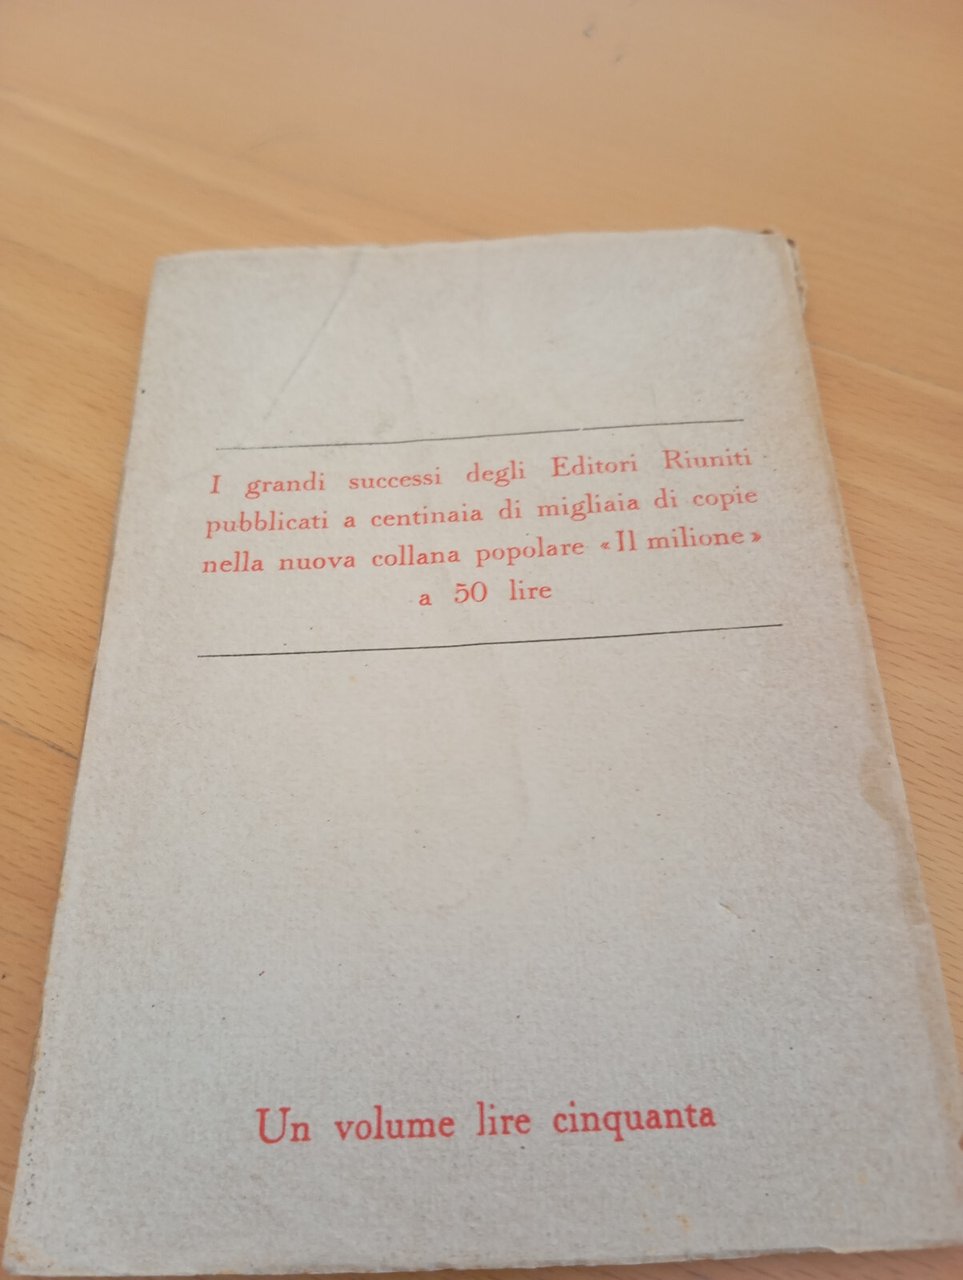 I grandi successi degli Editori Riuniti
pubblicati a centinaia di migliaia di copie
nella nuova collana popolare «Il milione»
a 50 lire
Un volume lire cinquanta